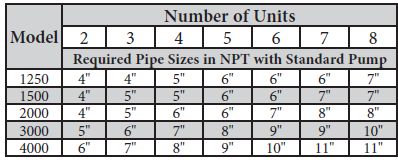 Model Number of Units
2 3 4 5 6 7 8
Required Pipe Sizes in NPT with Standard Pump
1250 4" 4" 5" 6" 6" 6" 7"
1500 4" 5" 5" 6" 6" 7" 7"
2000 4" 5" 6" 6" 7" 8" 8"
3000 5" 6" 7" 8" 9" 9" 10"
4000 6" 7" 8" 9" 10" 11" 11"